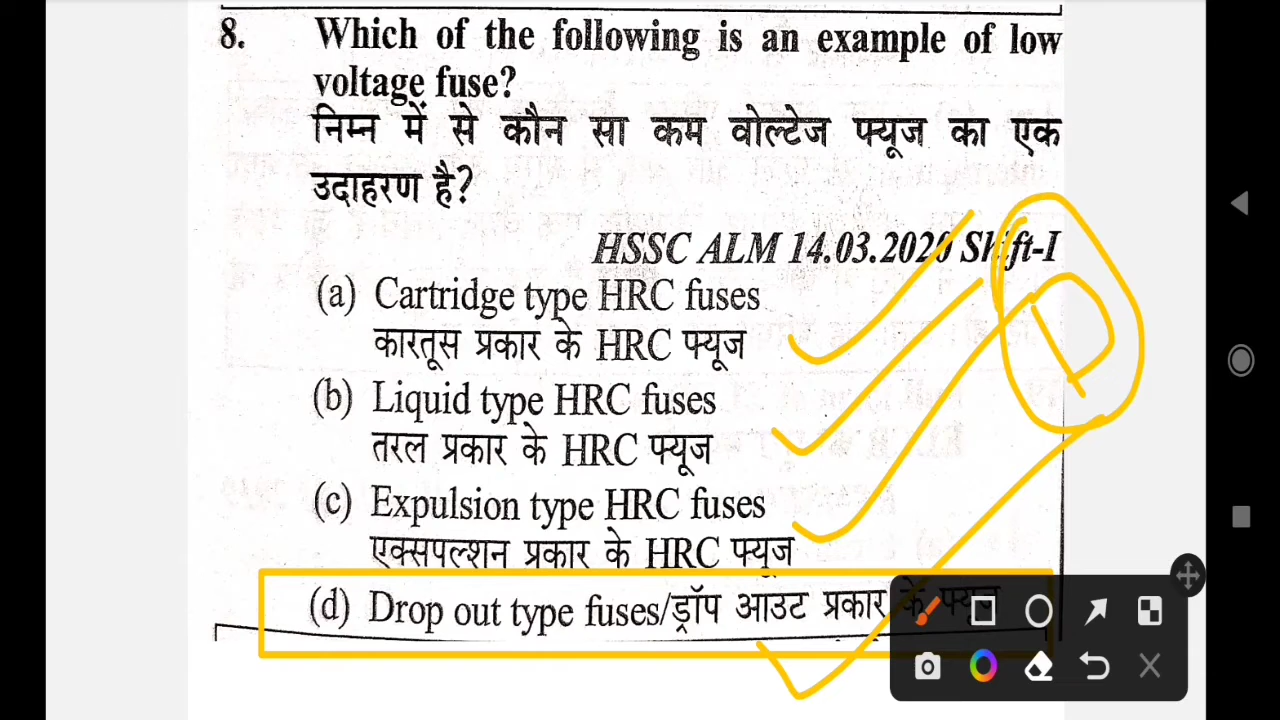 8. Which of the following is an example of low
voltage fuse?
निम्न में से कौन सा कम वोल्टेज फ्यूज का एक
उदाहरण है?
HSSC ALM 14.03.2020 Shift-I
(a) Cartridge type HRC fuses
कारतूस प्रकार के HRC फ्यूज
(b) Liquid type HRC fuses
तरल प्रकार के HRC फ्यूज
(c) Expulsion type HRC fuses
एक्सपल्शन प्रकार के HRC फ्यूज
(d) Drop out type fuses/ड्रॉप आउट प्रकार के फ्यूज
D